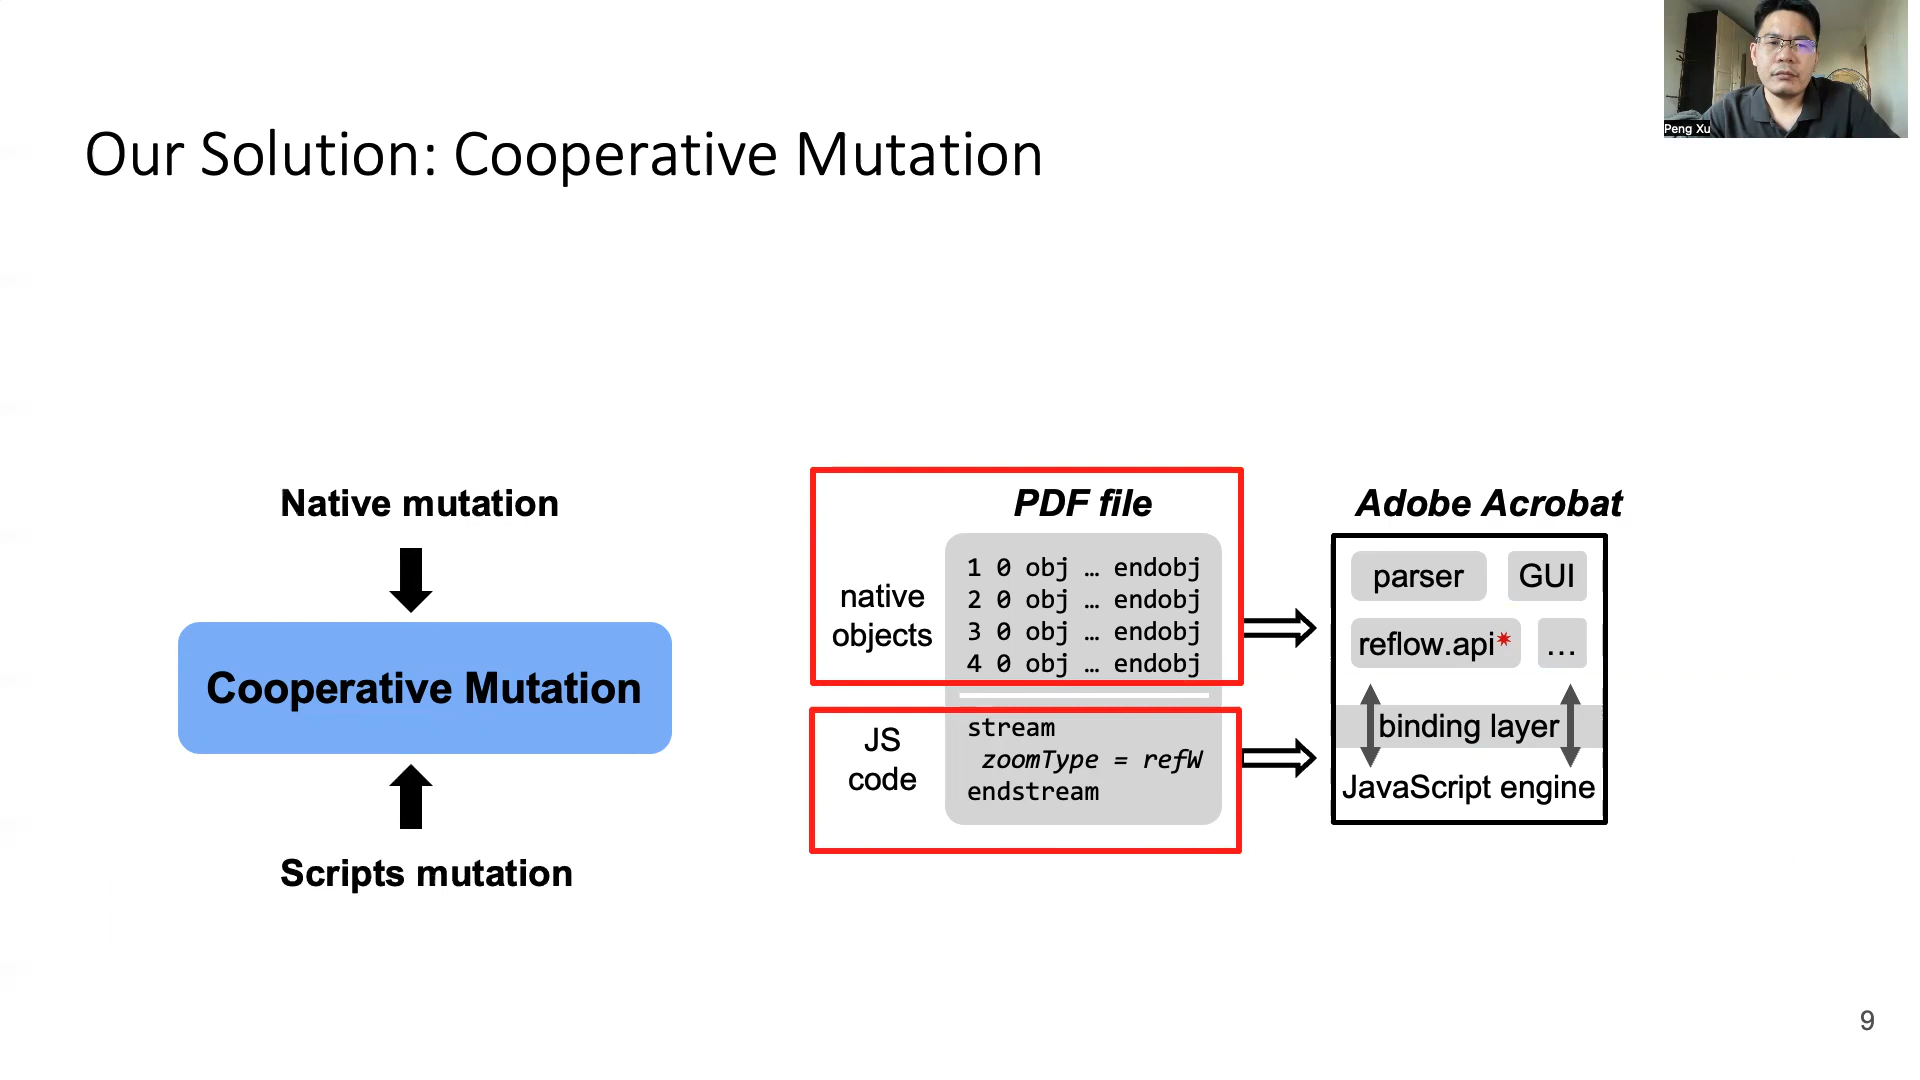 Peng Xu
Our Solution: Cooperative Mutation
Native mutation
Cooperative Mutation
Scripts mutation
PDF file
native
objects
1 0 obj … endobj
2 0 obj … endobj
3 0 obj … endobj
4 0 obj … endobj
JS
code
stream
zoomType = refW
endstream
Adobe Acrobat
parser
GUI
reflow.api*
...
binding layer
JavaScript engine
9